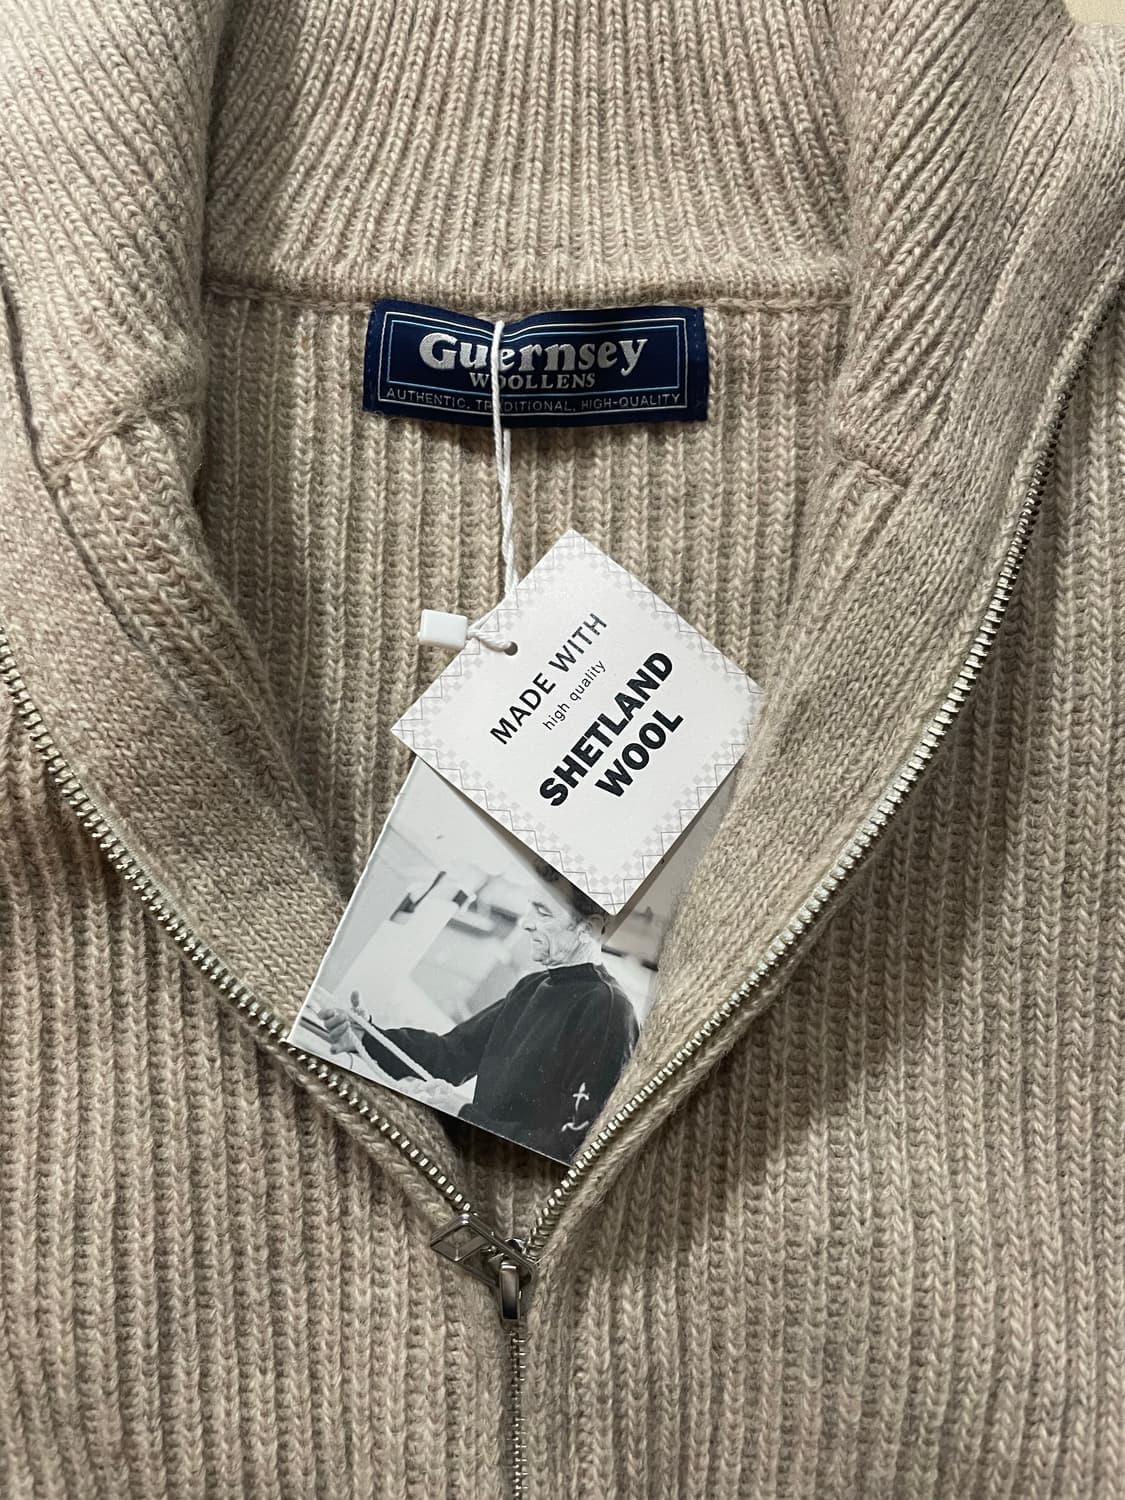 Guernsey
WOOLLENS
AUTHENTIC, TRADITIONAL, HIGH-QUALITY
MADE WITH
high quality
SHETLAND
WOOL